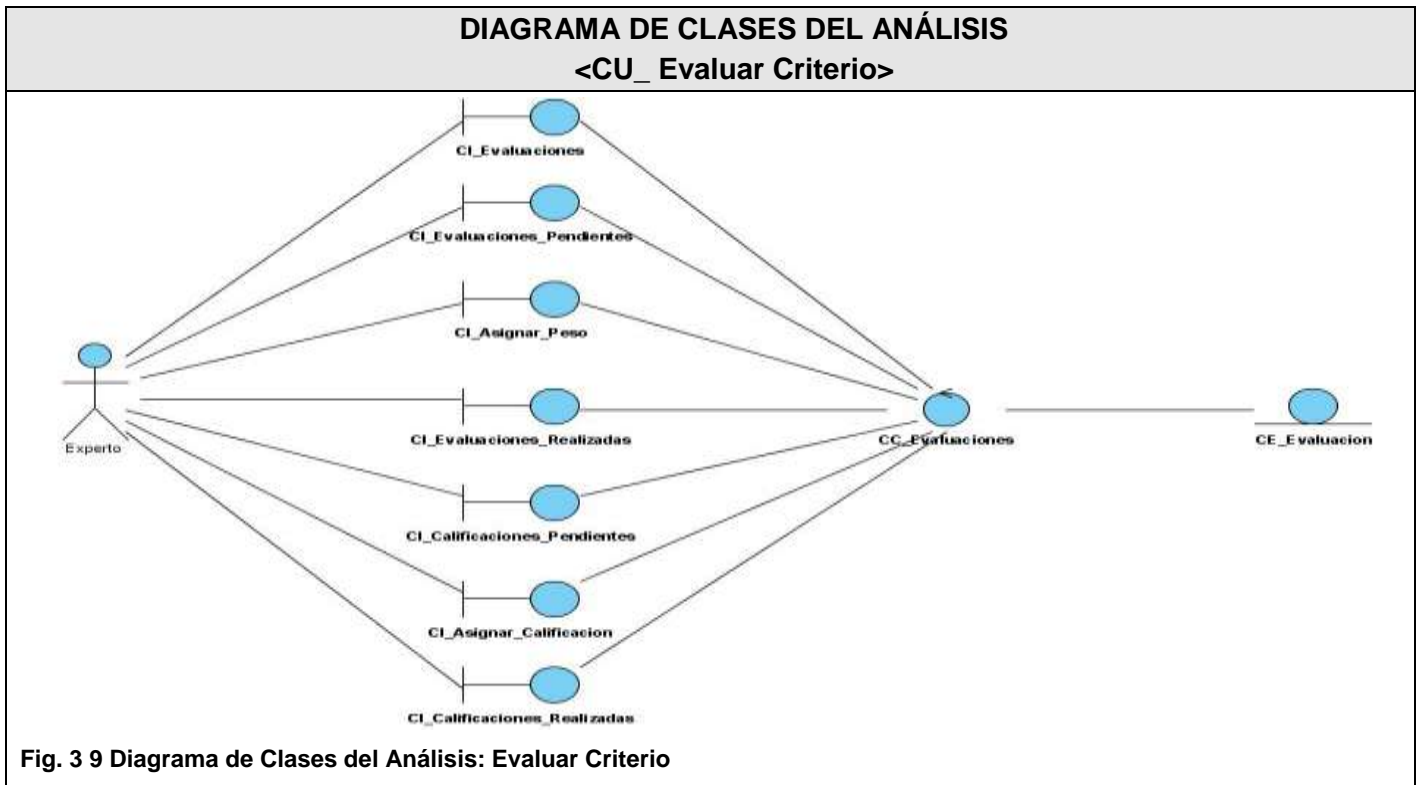 DIAGRAMA DE CLASES DEL ANÁLISIS
<CU_ Evaluar Criterio>
CI_Evaluaciones
CI_Evaluaciones_Pendientes
CI_Asignar_Peso
Experto
CI_Evaluaciones_Realizadas
CC_Evaluaciones
CE_Evaluacion
CI_Calificaciones_Pendientes
CI_Asignar_Calificacion
CI_Calificaciones_Realizadas
Fig. 3 9 Diagrama de Clases del Análisis: Evaluar Criterio